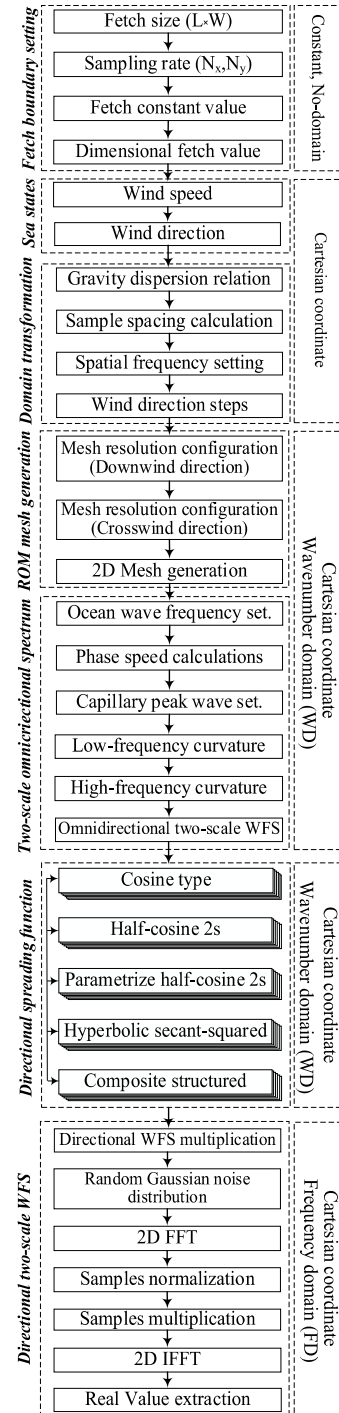 Fetch boundary setting
Fetch size (L×W)
Sampling rate (Nx,Ny)
Fetch constant value
Dimensional fetch value
Constant, No-domain
Sea states
Wind speed
Wind direction
Domain transformation
Gravity dispersion relation
Sample spacing calculation
Spatial frequency setting
Wind direction steps
Cartesian coordinate
ROM mesh generation
Mesh resolution configuration
(Downwind direction)
Mesh resolution configuration
(Crosswind direction)
2D Mesh generation
Two-scale omnicriectional spectrum
Ocean wave frequency set.
Phase speed calculations
Capillary peak wave set.
Low-frequency curvature
High-frequency curvature
Omnidirectional two-scale WFS
Cartesian coordinate
Wavenumber domain (WD)
Directional spreading function
Cosine type
Half-cosine 2s
Parametrize half-cosine 2s
Hyperbolic secant-squared
Composite structured
Cartesian coordinate
Wavenumber domain (WD)
Directional two-scale WFS
Directional WFS multiplication
Random Gaussian noise
distribution
2D FFT
Samples normalization
Samples multiplication
2D IFFT
Real Value extraction
Cartesian coordinate
Frequency domain (FD)